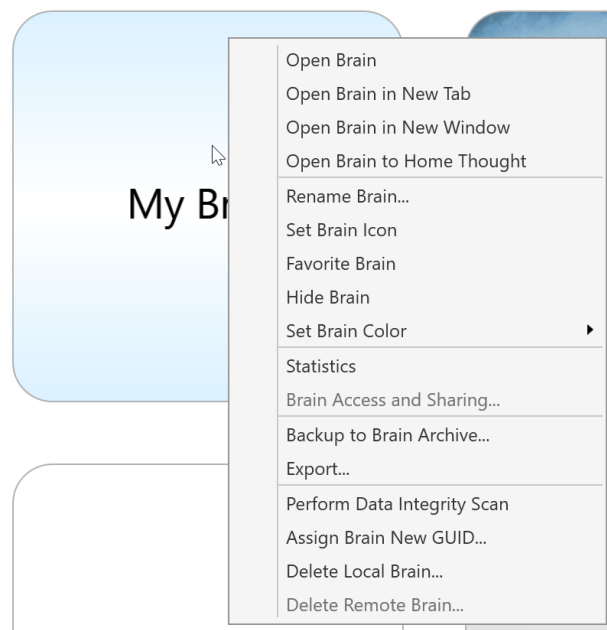 My Br
Open Brain
Open Brain in New Tab
Open Brain in New Window
Open Brain to Home Thought
Rename Brain...
Set Brain Icon
Favorite Brain
Hide Brain
Set Brain Color
Statistics
Brain Access and Sharing...
Backup to Brain Archive...
Export...
Perform Data Integrity Scan
Assign Brain New GUID...
Delete Local Brain...
Delete Remote Brain...